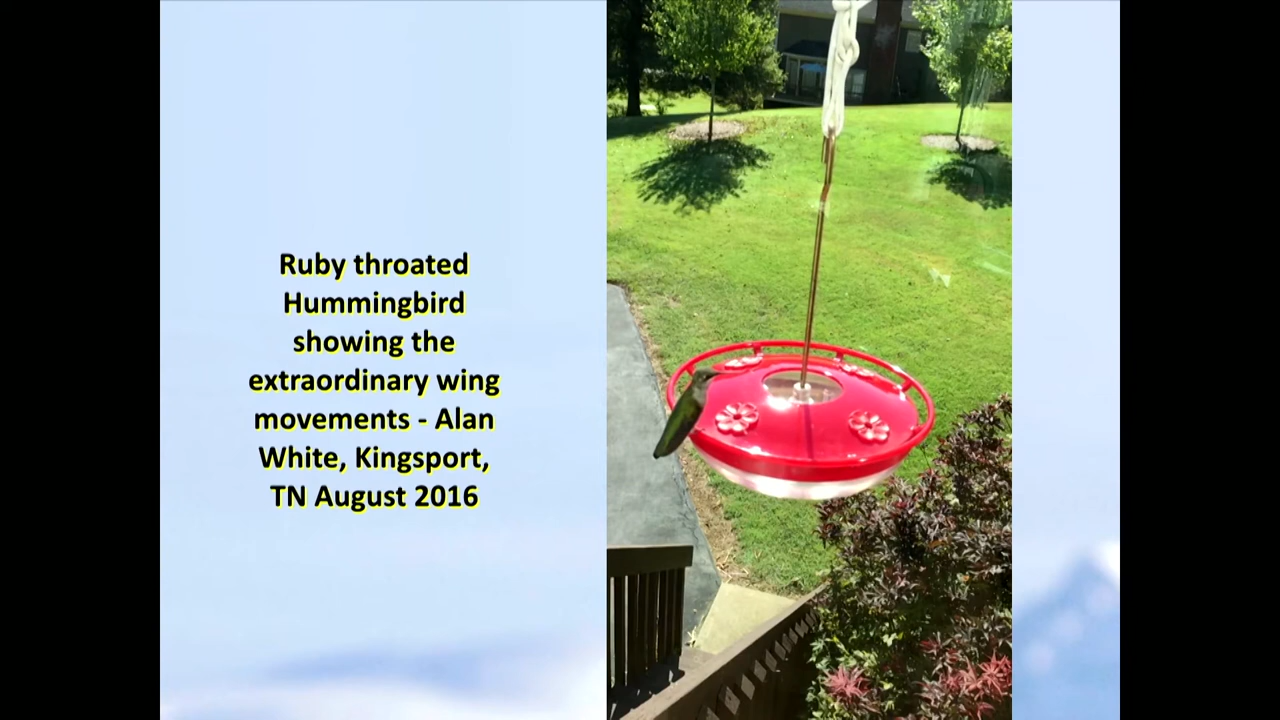 Ruby throated
Hummingbird
showing the
extraordinary wing
movements - Alan
White, Kingsport,
TN August 2016